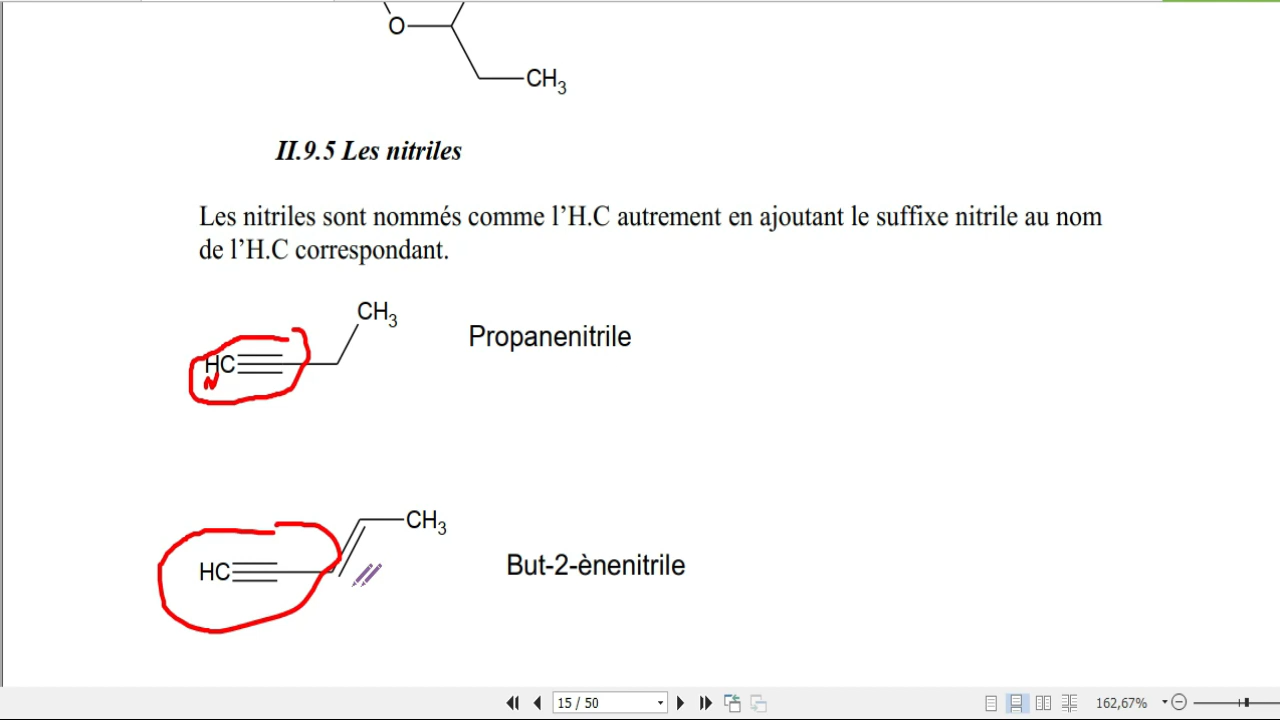 O
CH3
II.9.5 Les nitriles
Les nitriles sont nommés comme l’H.C autrement en ajoutant le suffixe nitrile au nom
de l’H.C correspondant.
CH3
HC
N
Propanenitrile
CH3
HC
But-2-ènenitrile
15 / 50
162,67%